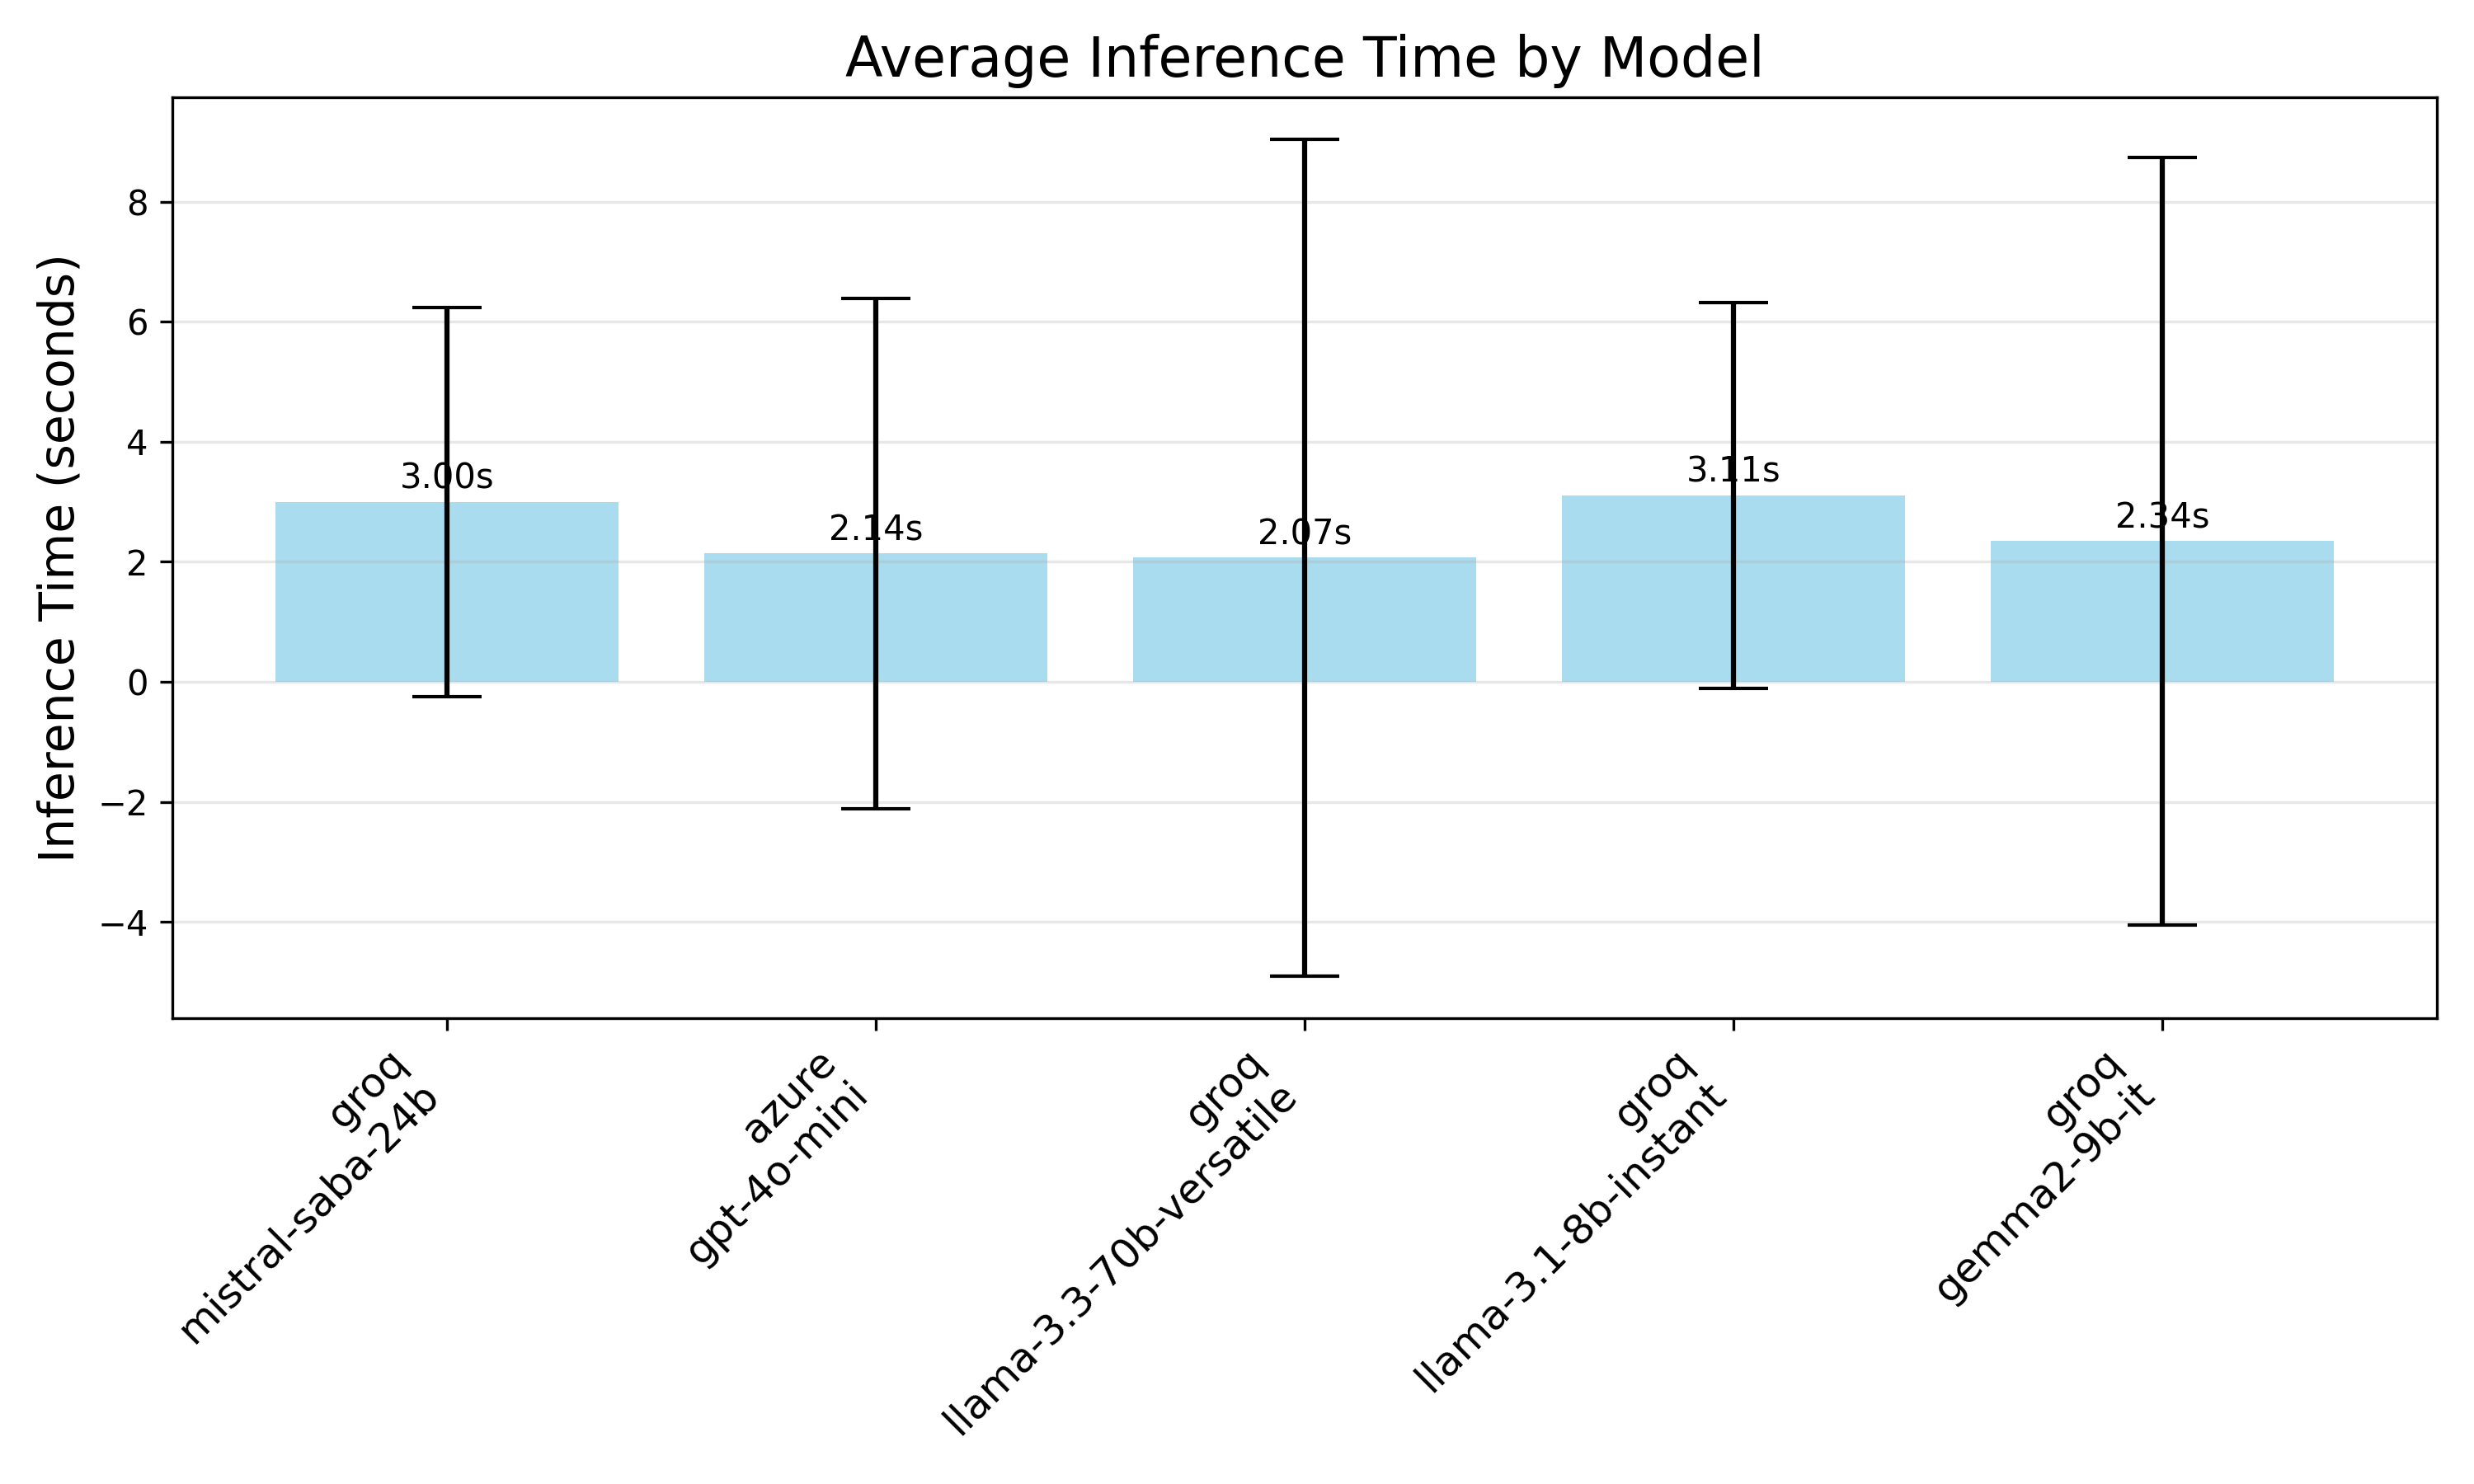 Average Inference Time by Model
Inference Time (seconds)
8
6
4
2
0
−2
−4
3.00s
2.14s
2.07s
3.11s
2.34s
groq
mistral-saba-24b
azure
gpt-4o-mini
groq
llama-3.3-70b-versatile
groq
llama-3.1-8b-instant
groq
gemma2-9b-it